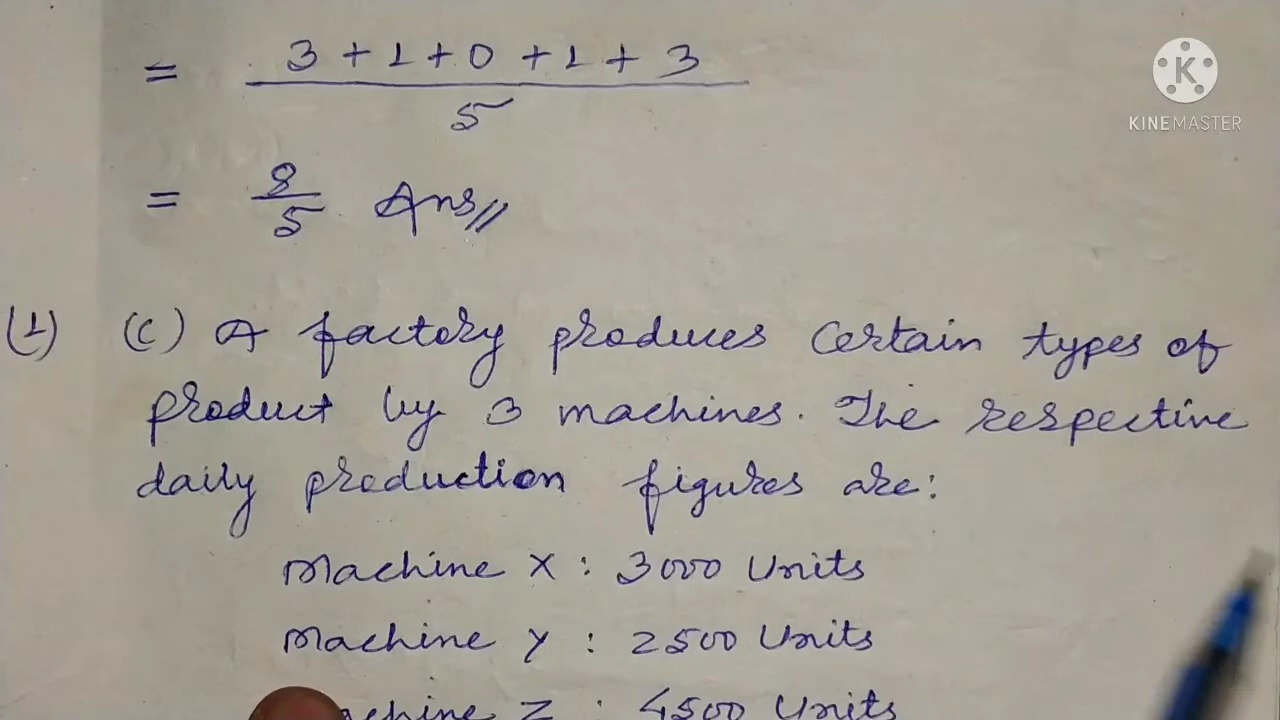 = 3+1+0+1+3
5
KINEMASTER
= 8/5 Ans//
(1) (C) A factory produces certain types of
product by 3 machines. The respective
daily production figures are:
Machine X : 3000 Units
Machine Y : 2500 Units
Z : 4500 Units